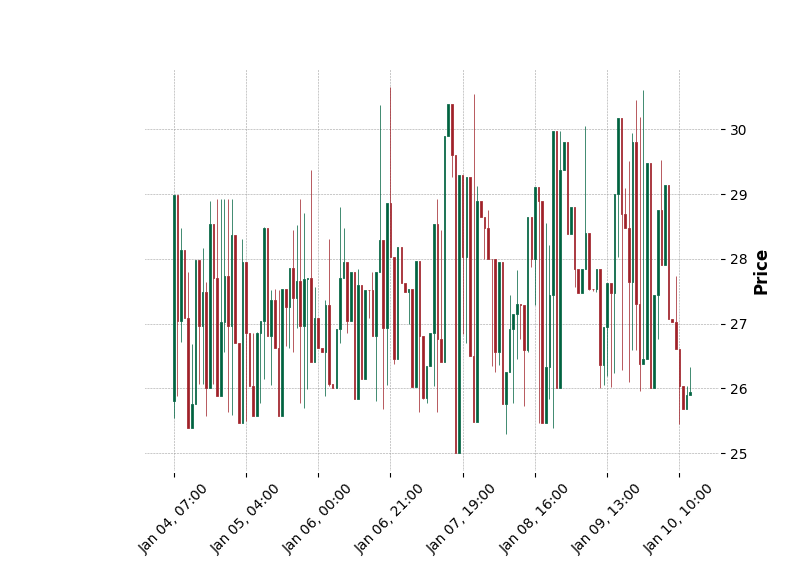 30
29
28
27
26
25
Price
Jan 04, 07:00
Jan 05, 04:00
Jan 06, 00:00
Jan 06, 21:00
Jan 07, 19:00
Jan 08, 16:00
Jan 09, 13:00
Jan 10, 10:00